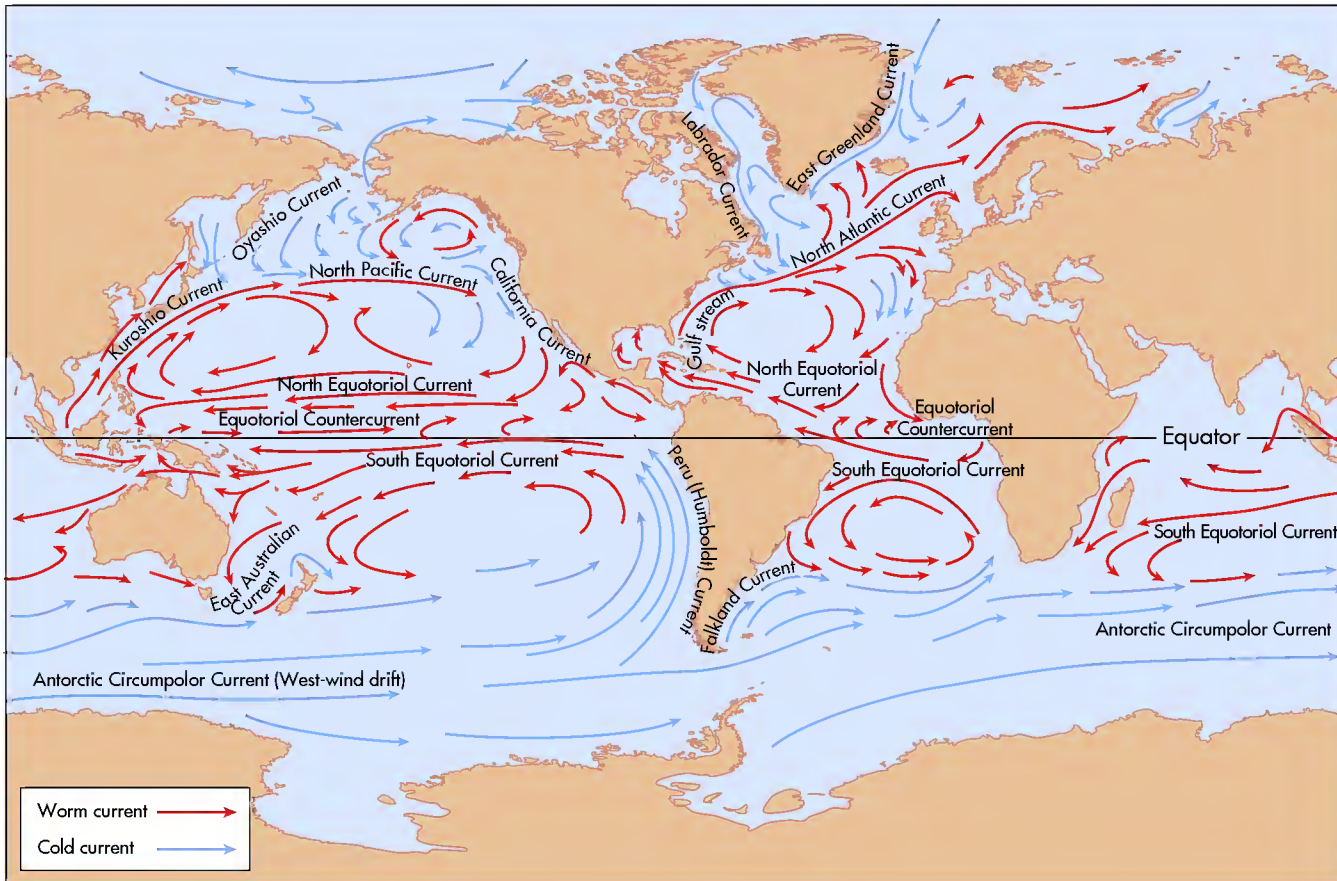 Labrador Current
East Greenland Current
Oyashio Current
North Atlantic Current
North Pacific Current
California Current
Kuroshio Current
Gulf stream
North Equotoriol Current
North Equotoriol
Current
Equotoriol Countercurrent
Equotoriol
Countercurrent
Equator
South Equotoriol Current
South Equotoriol Current
South Equotoriol Current
Peru (Humboldt) Current
East Australian
Current
Falkland Current
Antorctic Circumpolor Current
Antorctic Circumpolor Current (West-wind drift)
Worm current
Cold current